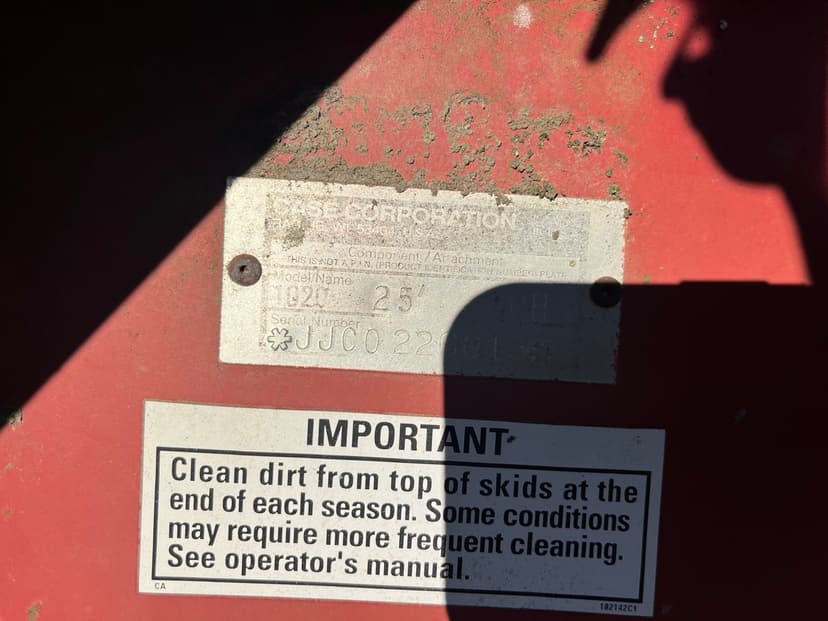 CASE CORPORATION
Component/Attachment
THIS IS NOT A P.I.N. (PRODUCT IDENTIFICATION NUMBER) PLATE
Model/Name
1020 25'
Serial Number
*JJC022
IMPORTANT
Clean dirt from top of skids at the
end of each season. Some conditions
may require more frequent cleaning.
See operator's manual.
CA 182142C1